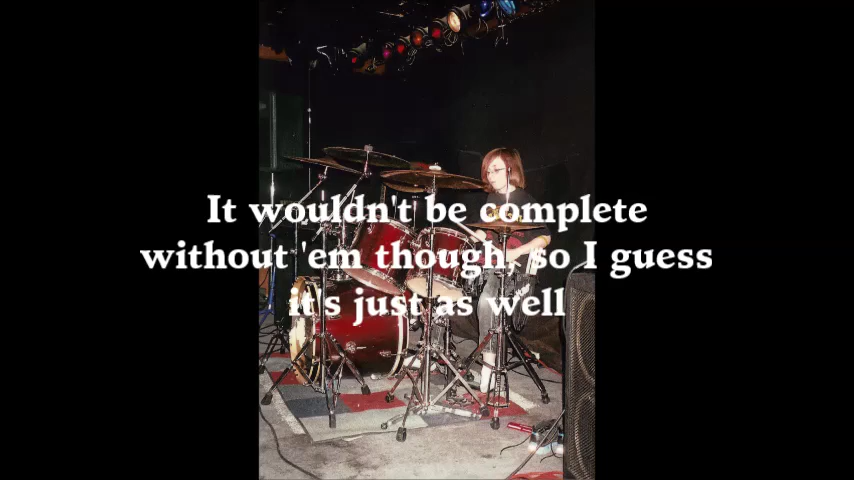 It wouldn't be complete
without 'em though, so I guess
it's just as well